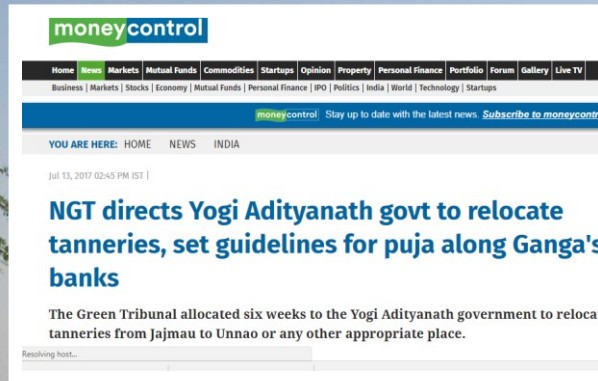 moneycontrol
Home News Markets Mutual Funds Commodities Startups Opinion Property Personal Finance Portfolio Forum Gallery Live TV
Business | Markets | Stocks | Economy | Mutual Funds | Personal Finance | IPO | Politics | India | World | Technology | Startups
moneycontrol Stay up to date with the latest news. Subscribe to moneycontr
YOU ARE HERE: HOME NEWS INDIA
Jul 13, 2017 02:45 PM IST |
NGT directs Yogi Adityanath govt to relocate
tanneries, set guidelines for puja along Ganga's
banks
The Green Tribunal allocated six weeks to the Yogi Adityanath government to reloca
tanneries from Jajmau to Unnao or any other appropriate place.
Resolving host...